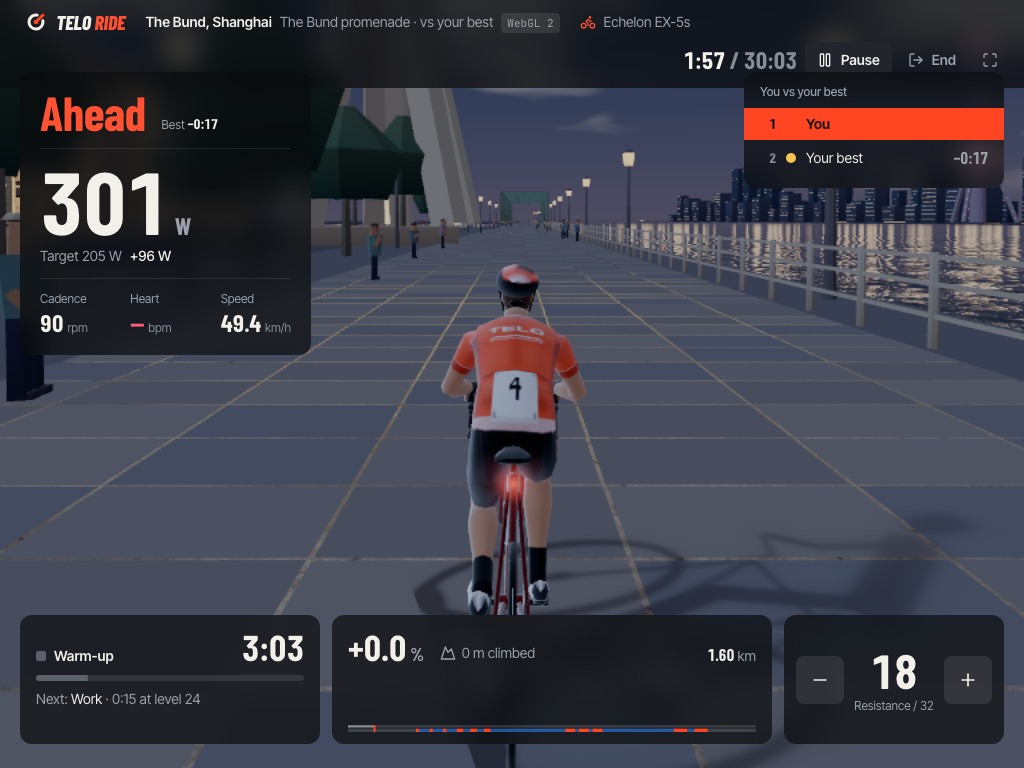 TELO RIDE The Bund, Shanghai The Bund promenade · vs your best WebGL 2 Echelon EX-5s
1:57 / 30:03 Pause End
Ahead Best -0:17
301 W
Target 205 W +96 W
Cadence Heart Speed
90 rpm – bpm 49.4 km/h
You vs your best
1 You
2 Your best -0:17
TELO
4
Warm-up 3:03
Next: Work · 0:15 at level 24
+0.0 % 0 m climbed 1.60 km
− 18 +
Resistance / 32